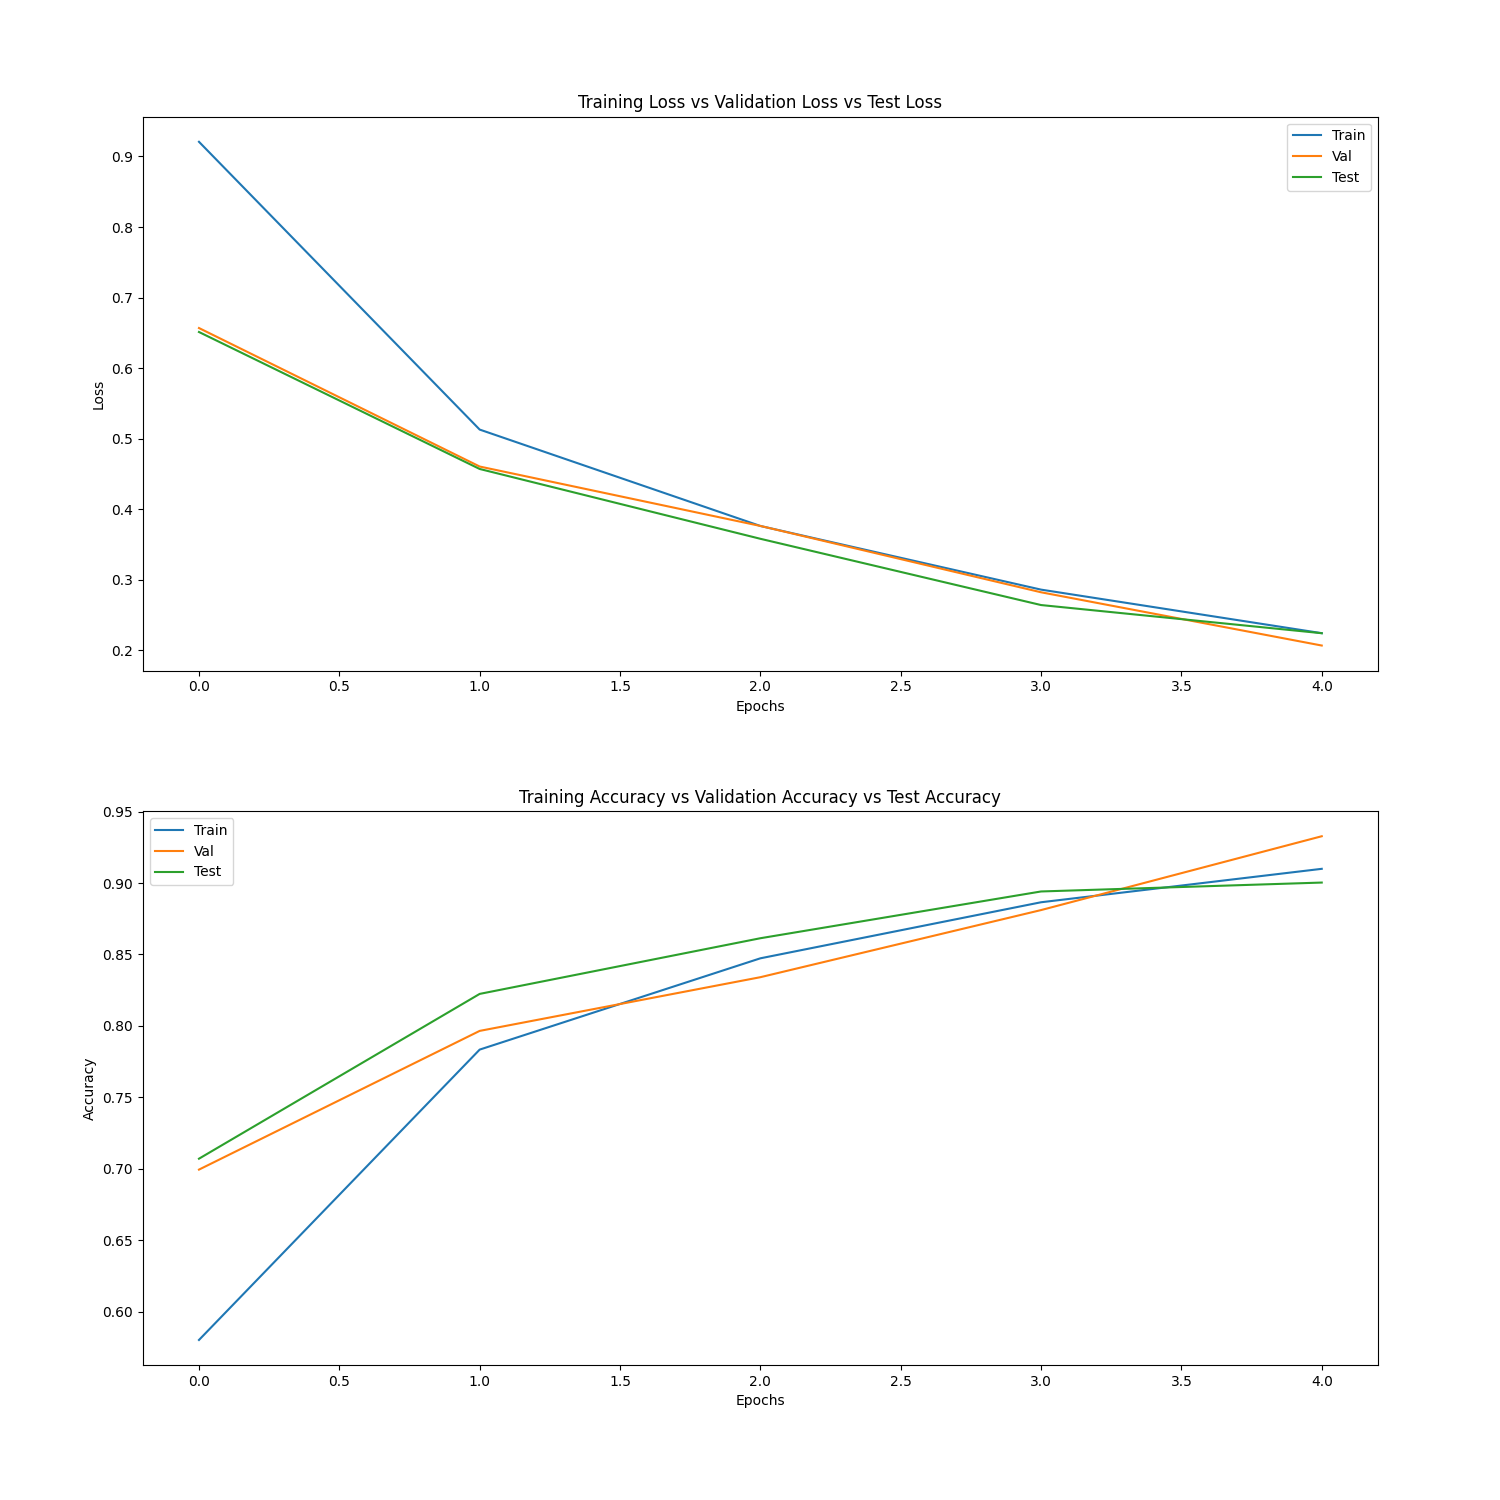 Training Loss vs Validation Loss vs Test Loss
Train
Val
Test
0.9
0.8
0.7
0.6
0.5
0.4
0.3
0.2
Loss
0.0 0.5 1.0 1.5 2.0 2.5 3.0 3.5 4.0
Epochs
Training Accuracy vs Validation Accuracy vs Test Accuracy
Train
Val
Test
0.95
0.90
0.85
0.80
0.75
0.70
0.65
0.60
Accuracy
0.0 0.5 1.0 1.5 2.0 2.5 3.0 3.5 4.0
Epochs